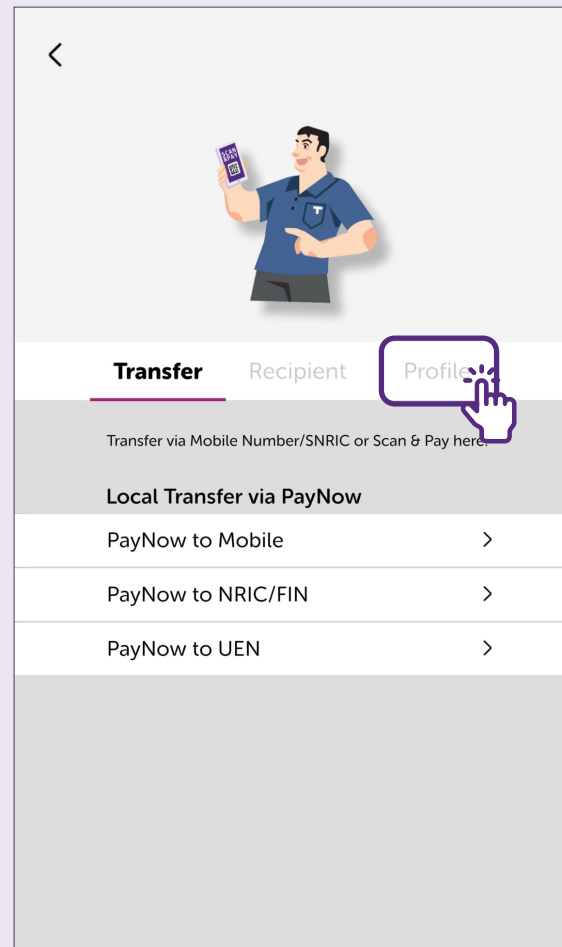 SCAN
&PAY
T
Transfer Recipient Profile
Transfer via Mobile Number/SNRIC or Scan & Pay here.
Local Transfer via PayNow
PayNow to Mobile
PayNow to NRIC/FIN
PayNow to UEN